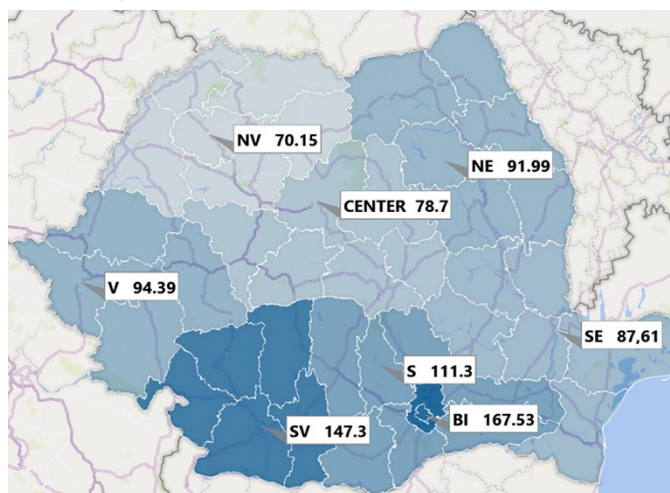 NV 70.15
NE 91.99
CENTER 78.7
V 94.39
SE 87,61
S 111.3
SV 147.3
BI 167.53